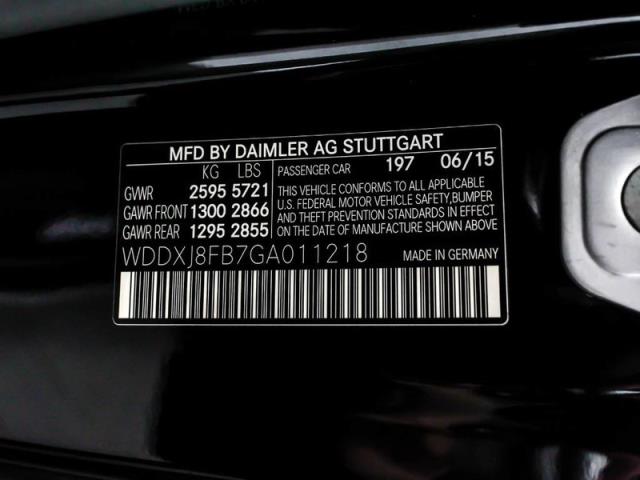 MFD BY DAIMLER AG STUTTGART
KG LBS
GVWR 2595 5721
GAWR FRONT 1300 2866
GAWR REAR 1295 2855
PASSENGER CAR 197 06/15
THIS VEHICLE CONFORMS TO ALL APPLICABLE
U.S. FEDERAL MOTOR VEHICLE SAFETY,BUMPER
AND THEFT PREVENTION STANDARDS IN EFFECT
ON THE DATE OF MANUFACTURE SHOWN ABOVE
WDDXJ8FB7GA011218
MADE IN GERMANY